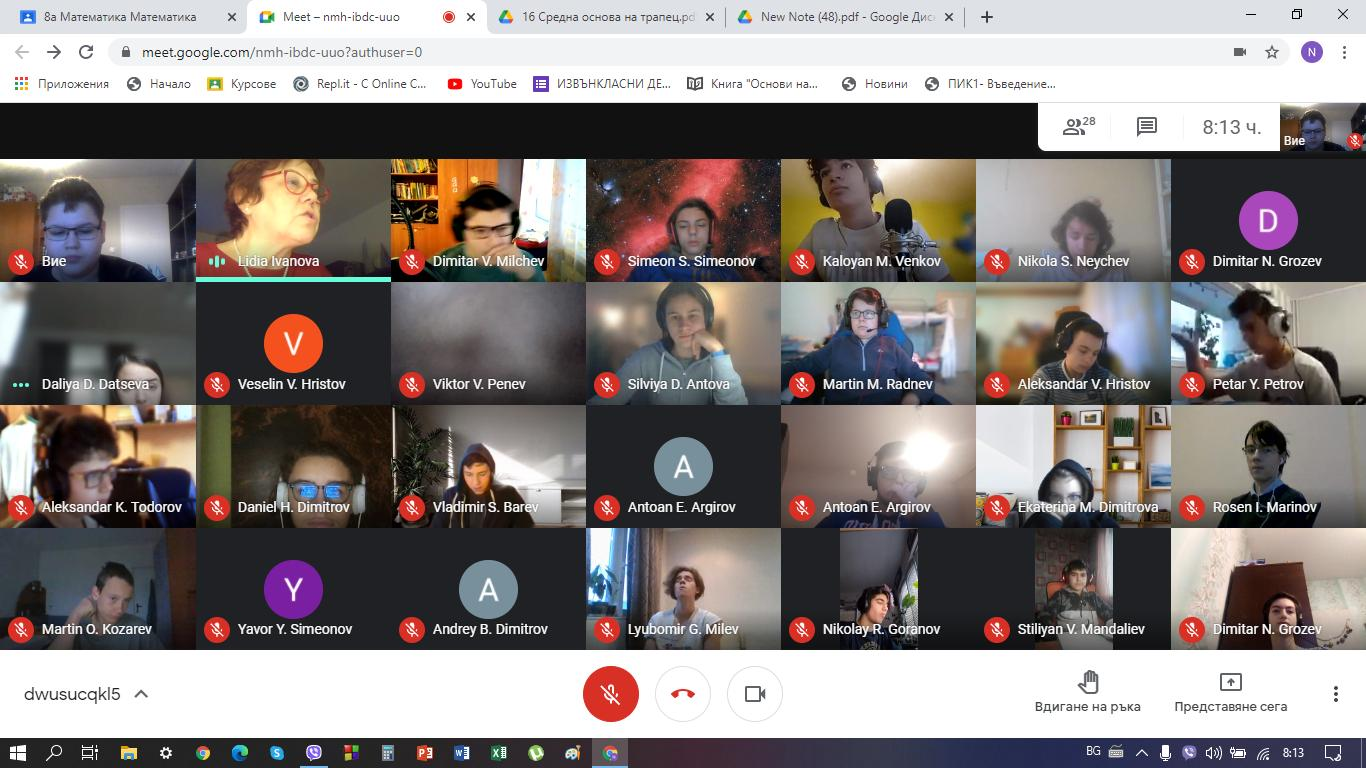 8а Математика Математика
Meet – nmh-ibdc-uuo
16 Средна основа на трапец.pd
New Note (48).pdf - Google Диск
meet.google.com/nmh-ibdc-uuo?authuser=0
N
Приложения
Начало
Курсове
Repl.it - C Online C...
YouTube
ИЗВЪНКЛАСНИ ДЕ...
Книга "Основи на...
Новини
ПИК1- Въведение...
28
8:13 ч.
Вие
Вие
Lidia Ivanova
Dimitar V. Milchev
Simeon S. Simeonov
Kaloyan M. Venkov
Nikola S. Neychev
D
Dimitar N. Grozev
Daliya D. Datseva
V
Veselin V. Hristov
Viktor V. Penev
Silviya D. Antova
Martin M. Radnev
Aleksandar V. Hristov
Petar Y. Petrov
Aleksandar K. Todorov
Daniel H. Dimitrov
Vladimir S. Barev
A
Antoan E. Argirov
Antoan E. Argirov
Ekaterina M. Dimitrova
Rosen I. Marinov
Martin O. Kozarev
Y
Yavor Y. Simeonov
A
Andrey B. Dimitrov
Lyubomir G. Milev
Nikolay R. Goranov
Stiliyan V. Mandaliev
Dimitar N. Grozev
dwusucqkl5
Вдигане на ръка
Представяне сега
BG
8:13